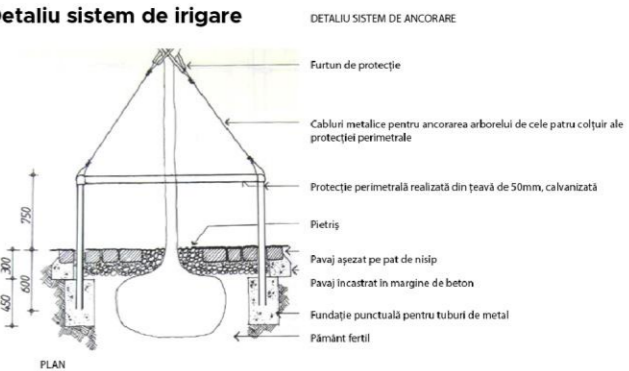 etaliu sistem de irigare
DETALIU SISTEM DE ANCORARE
Furtun de protecție
Cabluri metalice pentru ancorarea arborelui de cele patru colțuir ale
protecției perimetrale
Protecție perimetrală realizată din țeavă de 50mm, calvanizată
Pietriș
Pavaj așezat pe pat de nisip
Pavaj încastrat în margine de beton
Fundație punctuală pentru tuburi de metal
Pământ fertil
750
300
600
450
PLAN